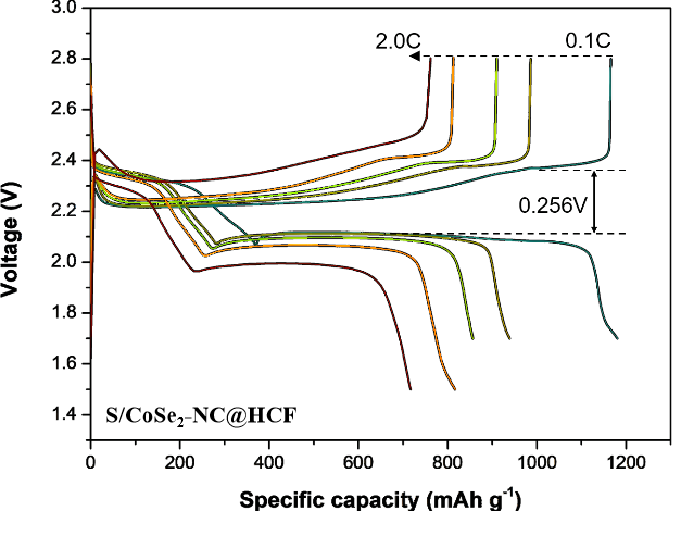 3.0
2.8
2.6
2.4
2.2
2.0
1.8
1.6
1.4
Voltage (V)
2.0C
0.1C
0.256V
S/CoSe₂-NC@HCF
0 200 400 600 800 1000 1200
Specific capacity (mAh g⁻¹)